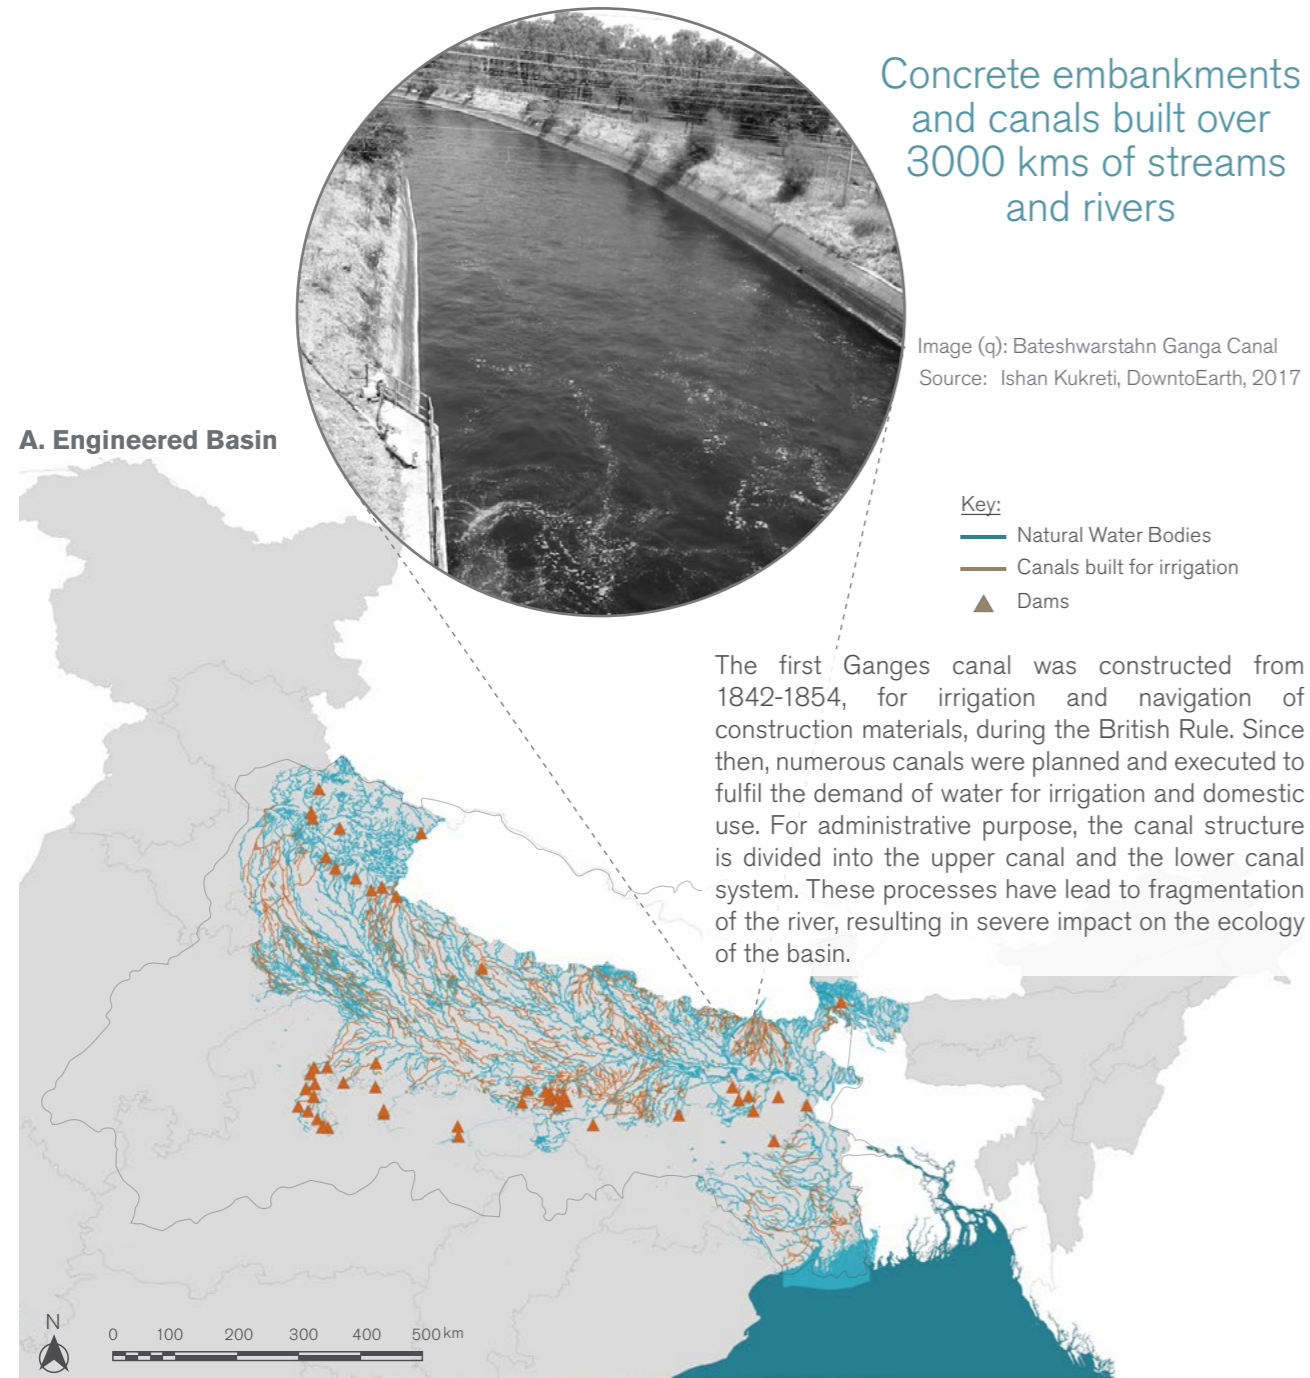 Concrete embankments
and canals built over
3000 kms of streams
and rivers
Image (q): Bateshwarstahn Ganga Canal
Source: Ishan Kukreti, DowntoEarth, 2017
A. Engineered Basin
Key:
Natural Water Bodies
Canals built for irrigation
Dams
The first Ganges canal was constructed from
1842-1854, for irrigation and navigation of
construction materials, during the British Rule. Since
then, numerous canals were planned and executed to
fulfil the demand of water for irrigation and domestic
use. For administrative purpose, the canal structure
is divided into the upper canal and the lower canal
system. These processes have lead to fragmentation
of the river, resulting in severe impact on the ecology
of the basin.
N
0 100 200 300 400 500 km